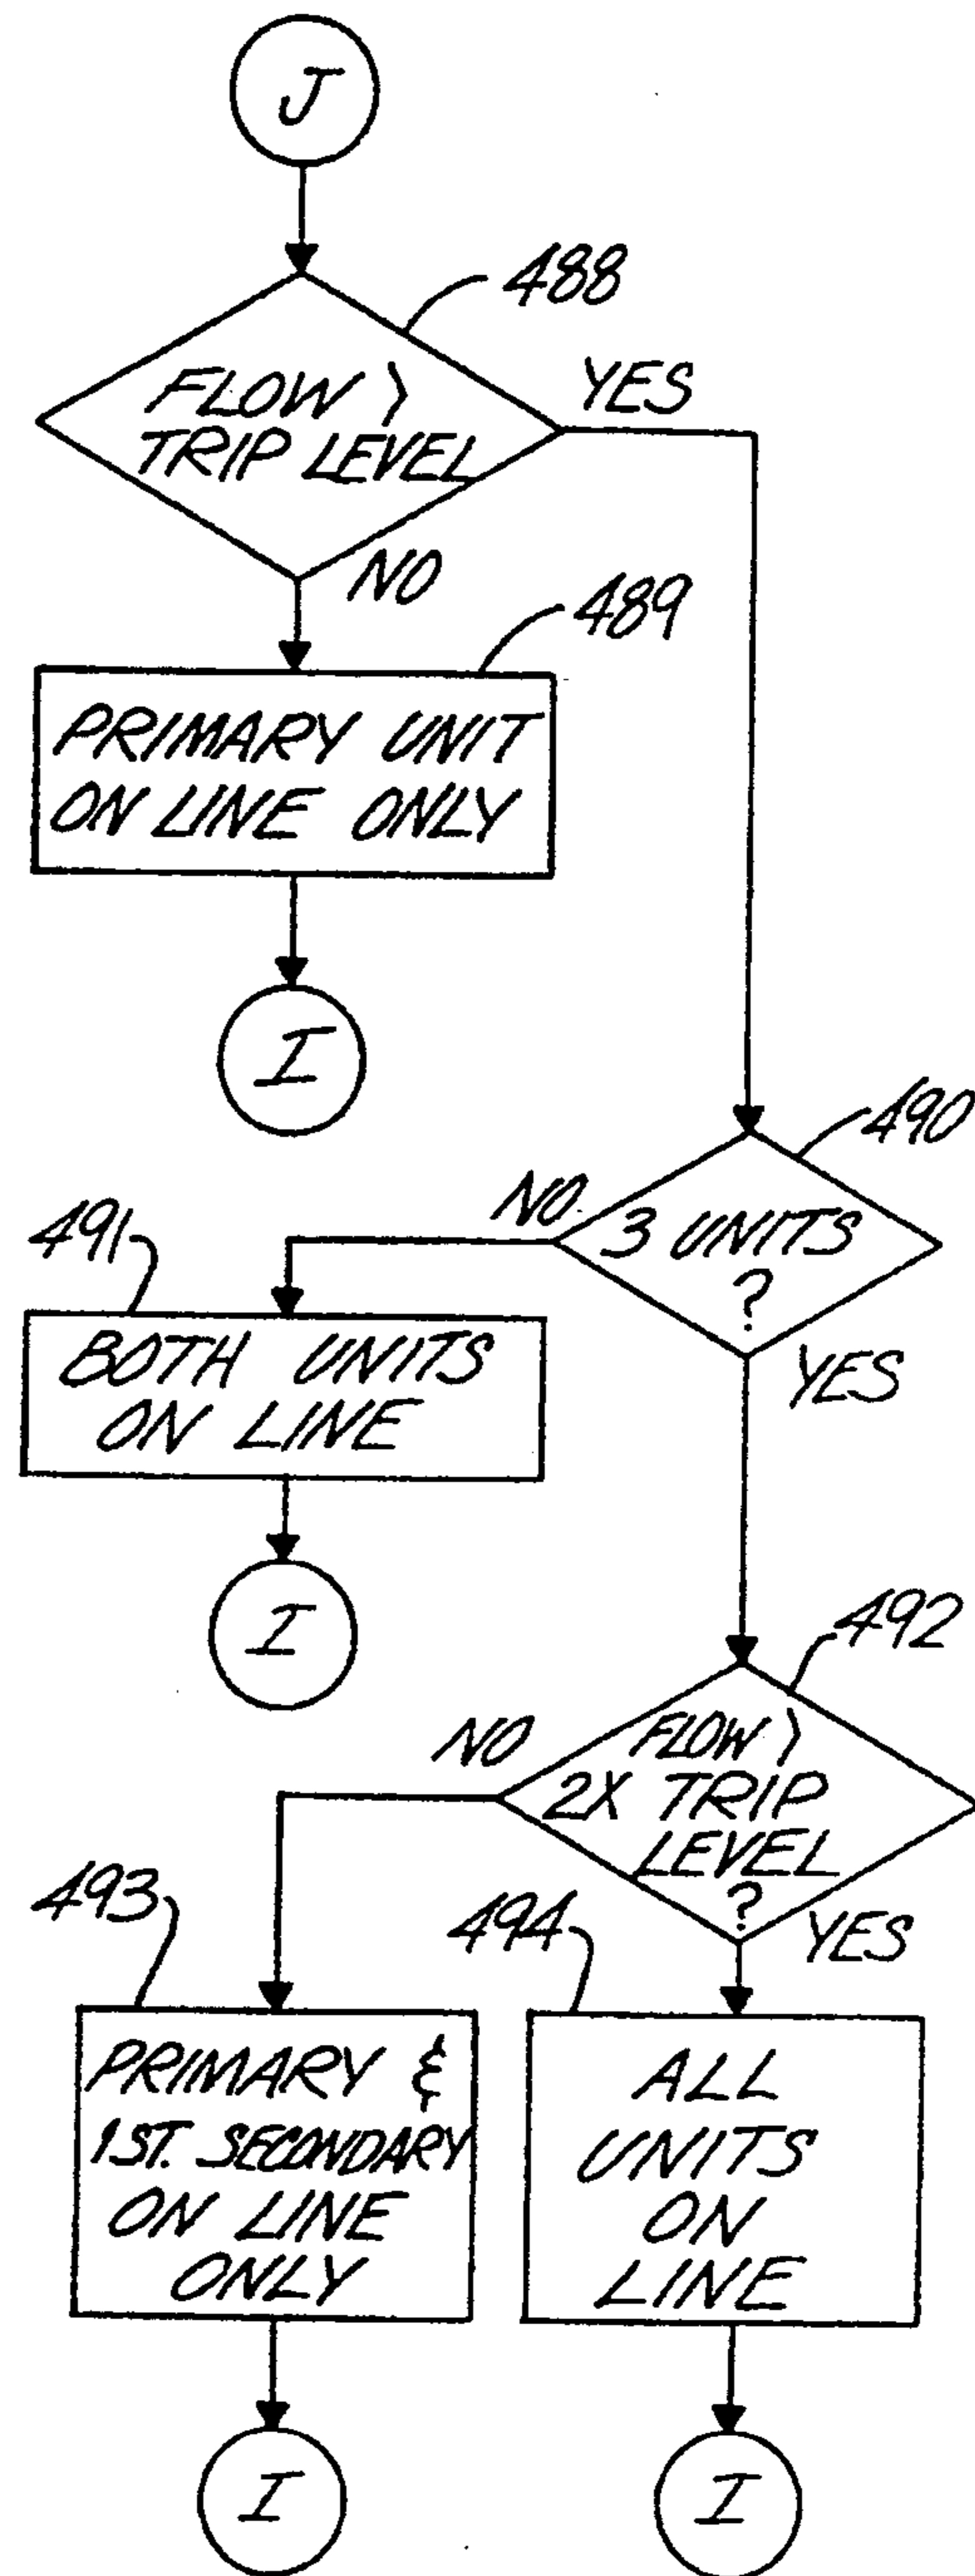 J
488
FLOW >
TRIP LEVEL
YES
NO
489
PRIMARY UNIT
ON LINE ONLY
I
490
3 UNITS
?
NO
YES
491
BOTH UNITS
ON LINE
I
492
FLOW >
2X TRIP
LEVEL
?
NO
YES
493
PRIMARY &
1ST. SECONDARY
ON LINE
ONLY
I
494
ALL
UNITS
ON
LINE
I